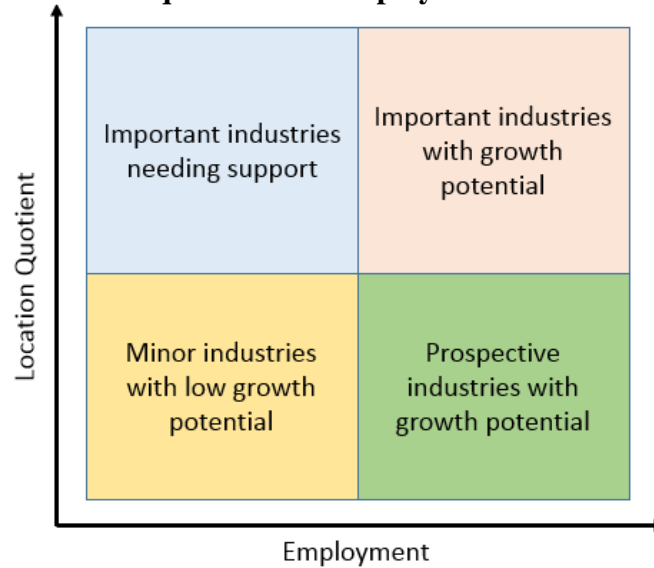 Important industries
needing support
Important industries
with growth
potential
Minor industries
with low growth
potential
Prospective
industries with
growth potential
Location Quotient
Employment